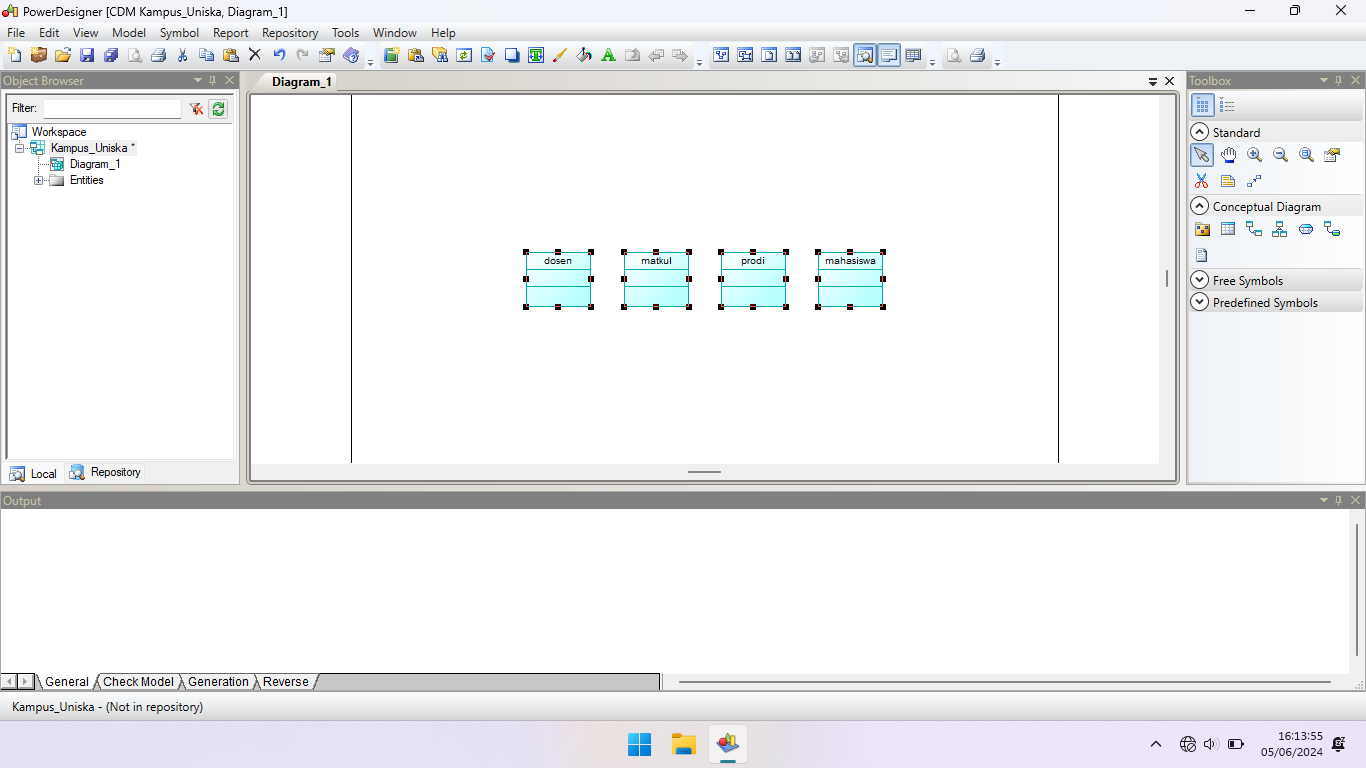 PowerDesigner [CDM Kampus_Uniska, Diagram_1]
File Edit View Model Symbol Report Repository Tools Window Help
Object Browser
Filter:
Workspace
Kampus_Uniska *
Diagram_1
Entities
Local Repository
Diagram_1
dosen matkul prodi mahasiswa
Toolbox
Standard
Conceptual Diagram
Free Symbols
Predefined Symbols
Output
General Check Model Generation Reverse
Kampus_Uniska - (Not in repository)
16:13:55
05/06/2024